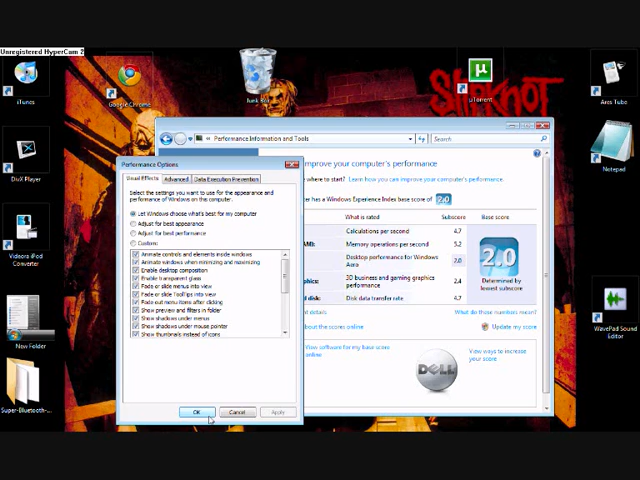 Unregistered HyperCam 2
iTunes
Google Chrome
Junk
SlipKnoT
uTorrent
Ares Tube
DivX Player
Notepad
Videora iPod
Converter
New Folder
WavePad Sound
Editor
Super-Bluetooth-
Performance Information and Tools
Search
improve your computer's performance
where to start? Learn how you can improve your computer's performance.
has a Windows Experience Index base score of 2.0
What is rated
Subscore
Base score
Calculations per second
4.7
Memory operations per second
5.2
Desktop performance for Windows
Aero
2.0
3D business and gaming graphics
performance
2.4
Disk data transfer rate
4.7
2.0
Determined by
lowest subscore
What do these numbers mean?
about the scores online
Update my score
View software for my base score
online
DELL
View ways to increase
your score
Performance Options
Visual Effects
Advanced
Data Execution Prevention
Select the settings you want to use for the appearance and
performance of Windows on this computer.
Let Windows choose what's best for my computer
Adjust for best appearance
Adjust for best performance
Custom:
Animate controls and elements inside windows
Animate windows when minimizing and maximizing
Enable desktop composition
Enable transparent glass
Fade or slide menus into view
Fade or slide ToolTips into view
Fade out menu items after clicking
Show preview and filters in folder
Show shadows under menus
Show shadows under mouse pointer
Show thumbnails instead of icons
OK
Cancel
Apply